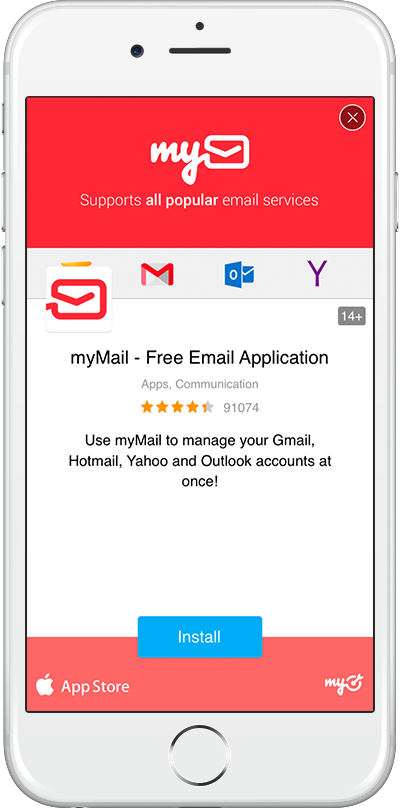 my
Supports all popular email services
14+
myMail - Free Email Application
Apps, Communication
91074
Use myMail to manage your Gmail,
Hotmail, Yahoo and Outlook accounts at
once!
Install
App Store
my